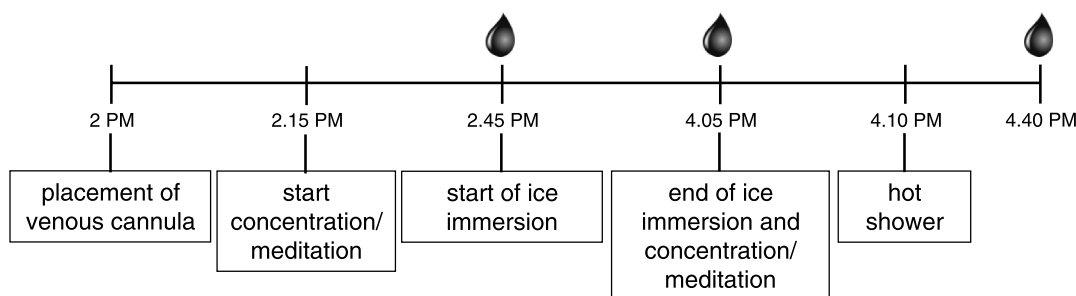 2 PM
2.15 PM
2.45 PM
4.05 PM
4.10 PM
4.40 PM
placement of
venous cannula
start
concentration/
meditation
start of ice
immersion
end of ice
immersion and
concentration/
meditation
hot
shower